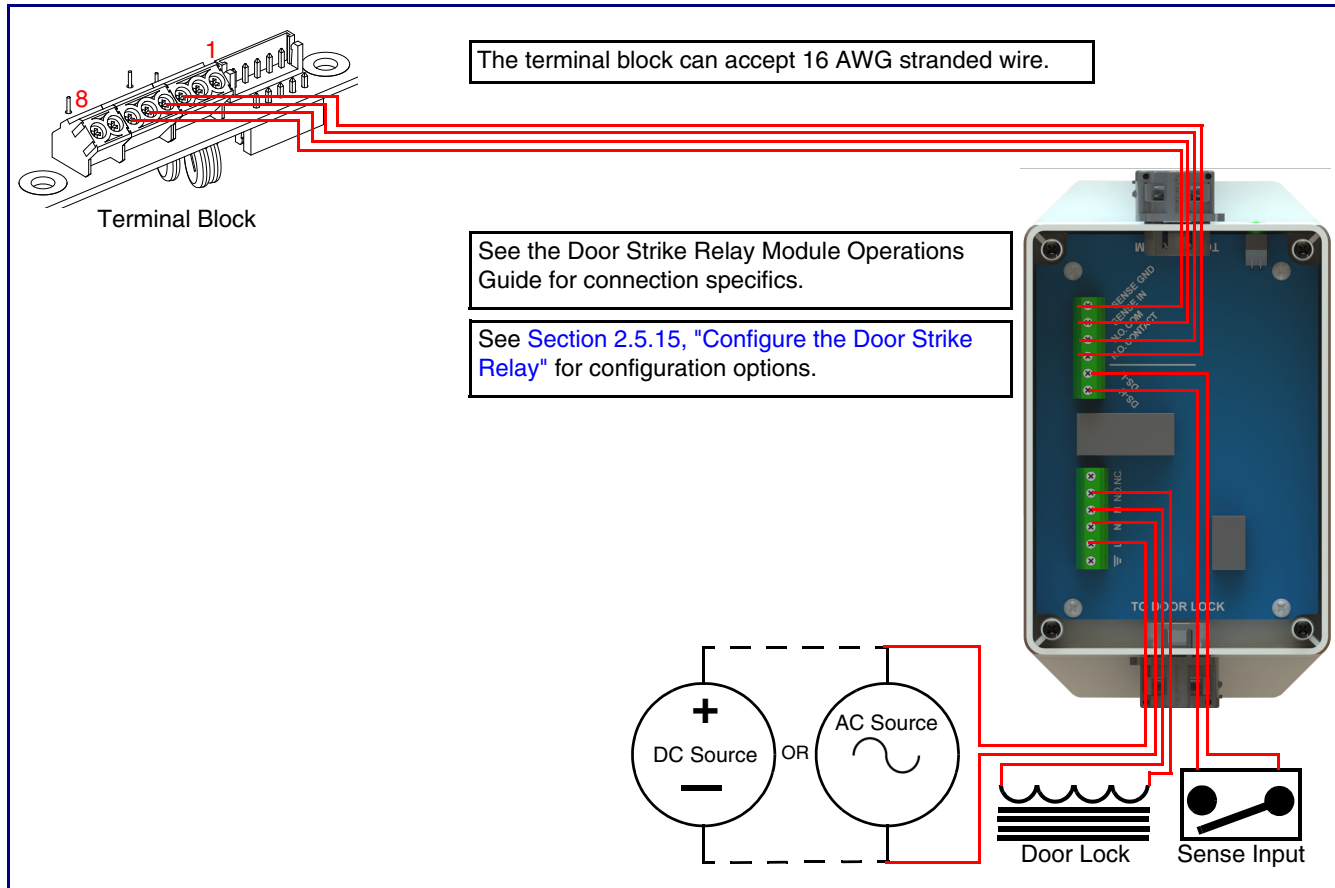 1
8
Terminal Block
The terminal block can accept 16 AWG stranded wire.
See the Door Strike Relay Module Operations
Guide for connection specifics.
See Section 2.5.15, "Configure the Door Strike
Relay" for configuration options.
SENSE GND
SENSE IN
N.O. COM
N.O. CONTACT
DS-1
N.C.
N.O.
N
L
TO DOOR LOCK
+
DC Source
—
OR
AC Source
Door Lock
Sense Input